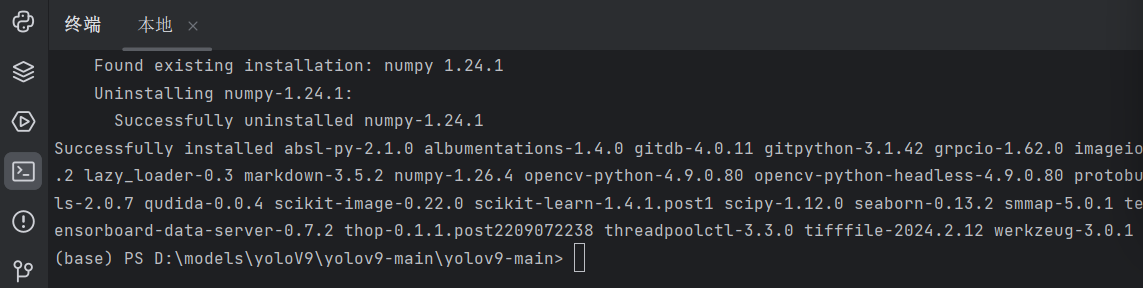 终端 本地 ×
Found existing installation: numpy 1.24.1
Uninstalling numpy-1.24.1:
Successfully uninstalled numpy-1.24.1
Successfully installed absl-py-2.1.0 albumentations-1.4.0 gitdb-4.0.11 gitpython-3.1.42 grpcio-1.62.0 imageio
.2 lazy_loader-0.3 markdown-3.5.2 numpy-1.26.4 opencv-python-4.9.0.80 opencv-python-headless-4.9.0.80 protobu
ls-2.0.7 qudida-0.0.4 scikit-image-0.22.0 scikit-learn-1.4.1.post1 scipy-1.12.0 seaborn-0.13.2 smmap-5.0.1 te
ensorboard-data-server-0.7.2 thop-0.1.1.post2209072238 threadpoolctl-3.3.0 tifffile-2024.2.12 werkzeug-3.0.1
(base) PS D:\models\yoloV9\yolov9-main\yolov9-main>